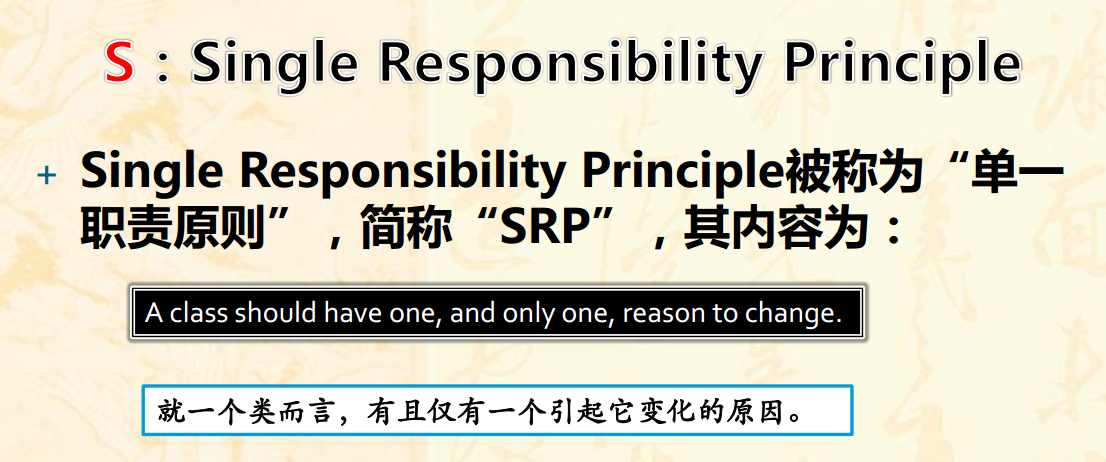 S：Single Responsibility Principle
+ Single Responsibility Principle被称为“单一
职责原则”，简称“SRP”，其内容为：
A class should have one, and only one, reason to change.
就一个类而言，有且仅有一个引起它变化的原因。